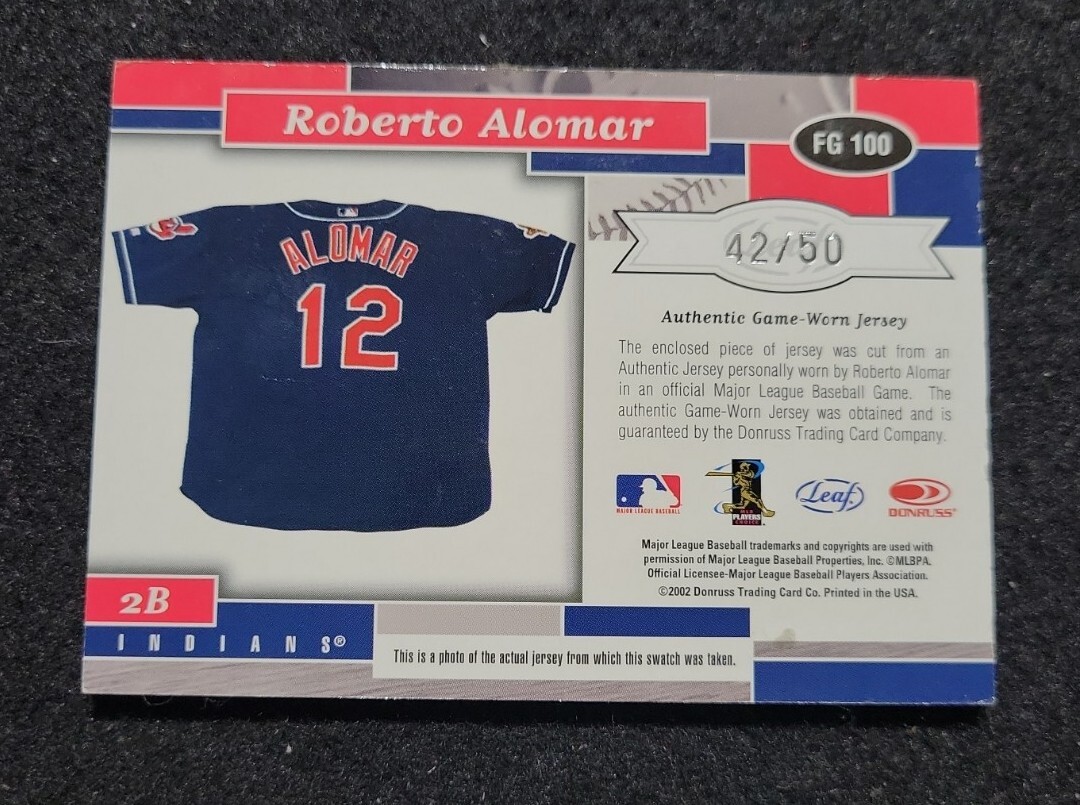 Roberto Alomar
FG 100
ALOMAR
12
42/50
Authentic Game-Worn Jersey
The enclosed piece of jersey was cut from an
Authentic Jersey personally worn by Roberto Alomar
in an official Major League Baseball Game. The
authentic Game-Worn Jersey was obtained and is
guaranteed by the Donruss Trading Card Company.
MAJOR LEAGUE BASEBALL
MLB
PLAYERS
CHOICE
Leaf
DONRUSS
Major League Baseball trademarks and copyrights are used with
permission of Major League Baseball Properties, Inc. ©MLBPA.
Official Licensee-Major League Baseball Players Association.
©2002 Donruss Trading Card Co. Printed in the USA.
2B
INDIANS®
This is a photo of the actual jersey from which this swatch was taken.